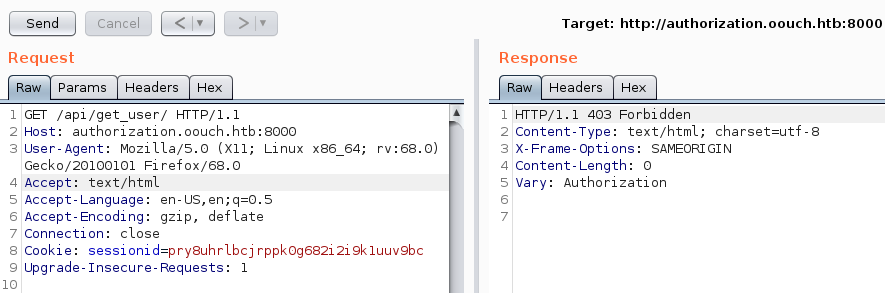 Send Cancel < > Target: http://authorization.oouch.htb:8000
Request
Raw Params Headers Hex
1 GET /api/get_user/ HTTP/1.1
2 Host: authorization.oouch.htb:8000
3 User-Agent: Mozilla/5.0 (X11; Linux x86_64; rv:68.0)
Gecko/20100101 Firefox/68.0
4 Accept: text/html
5 Accept-Language: en-US,en;q=0.5
6 Accept-Encoding: gzip, deflate
7 Connection: close
8 Cookie: sessionid=pry8uhrlbcjrppk0g682i2i9k1uuv9bc
9 Upgrade-Insecure-Requests: 1
10
Response
Raw Headers Hex
1 HTTP/1.1 403 Forbidden
2 Content-Type: text/html; charset=utf-8
3 X-Frame-Options: SAMEORIGIN
4 Content-Length: 0
5 Vary: Authorization
6
7